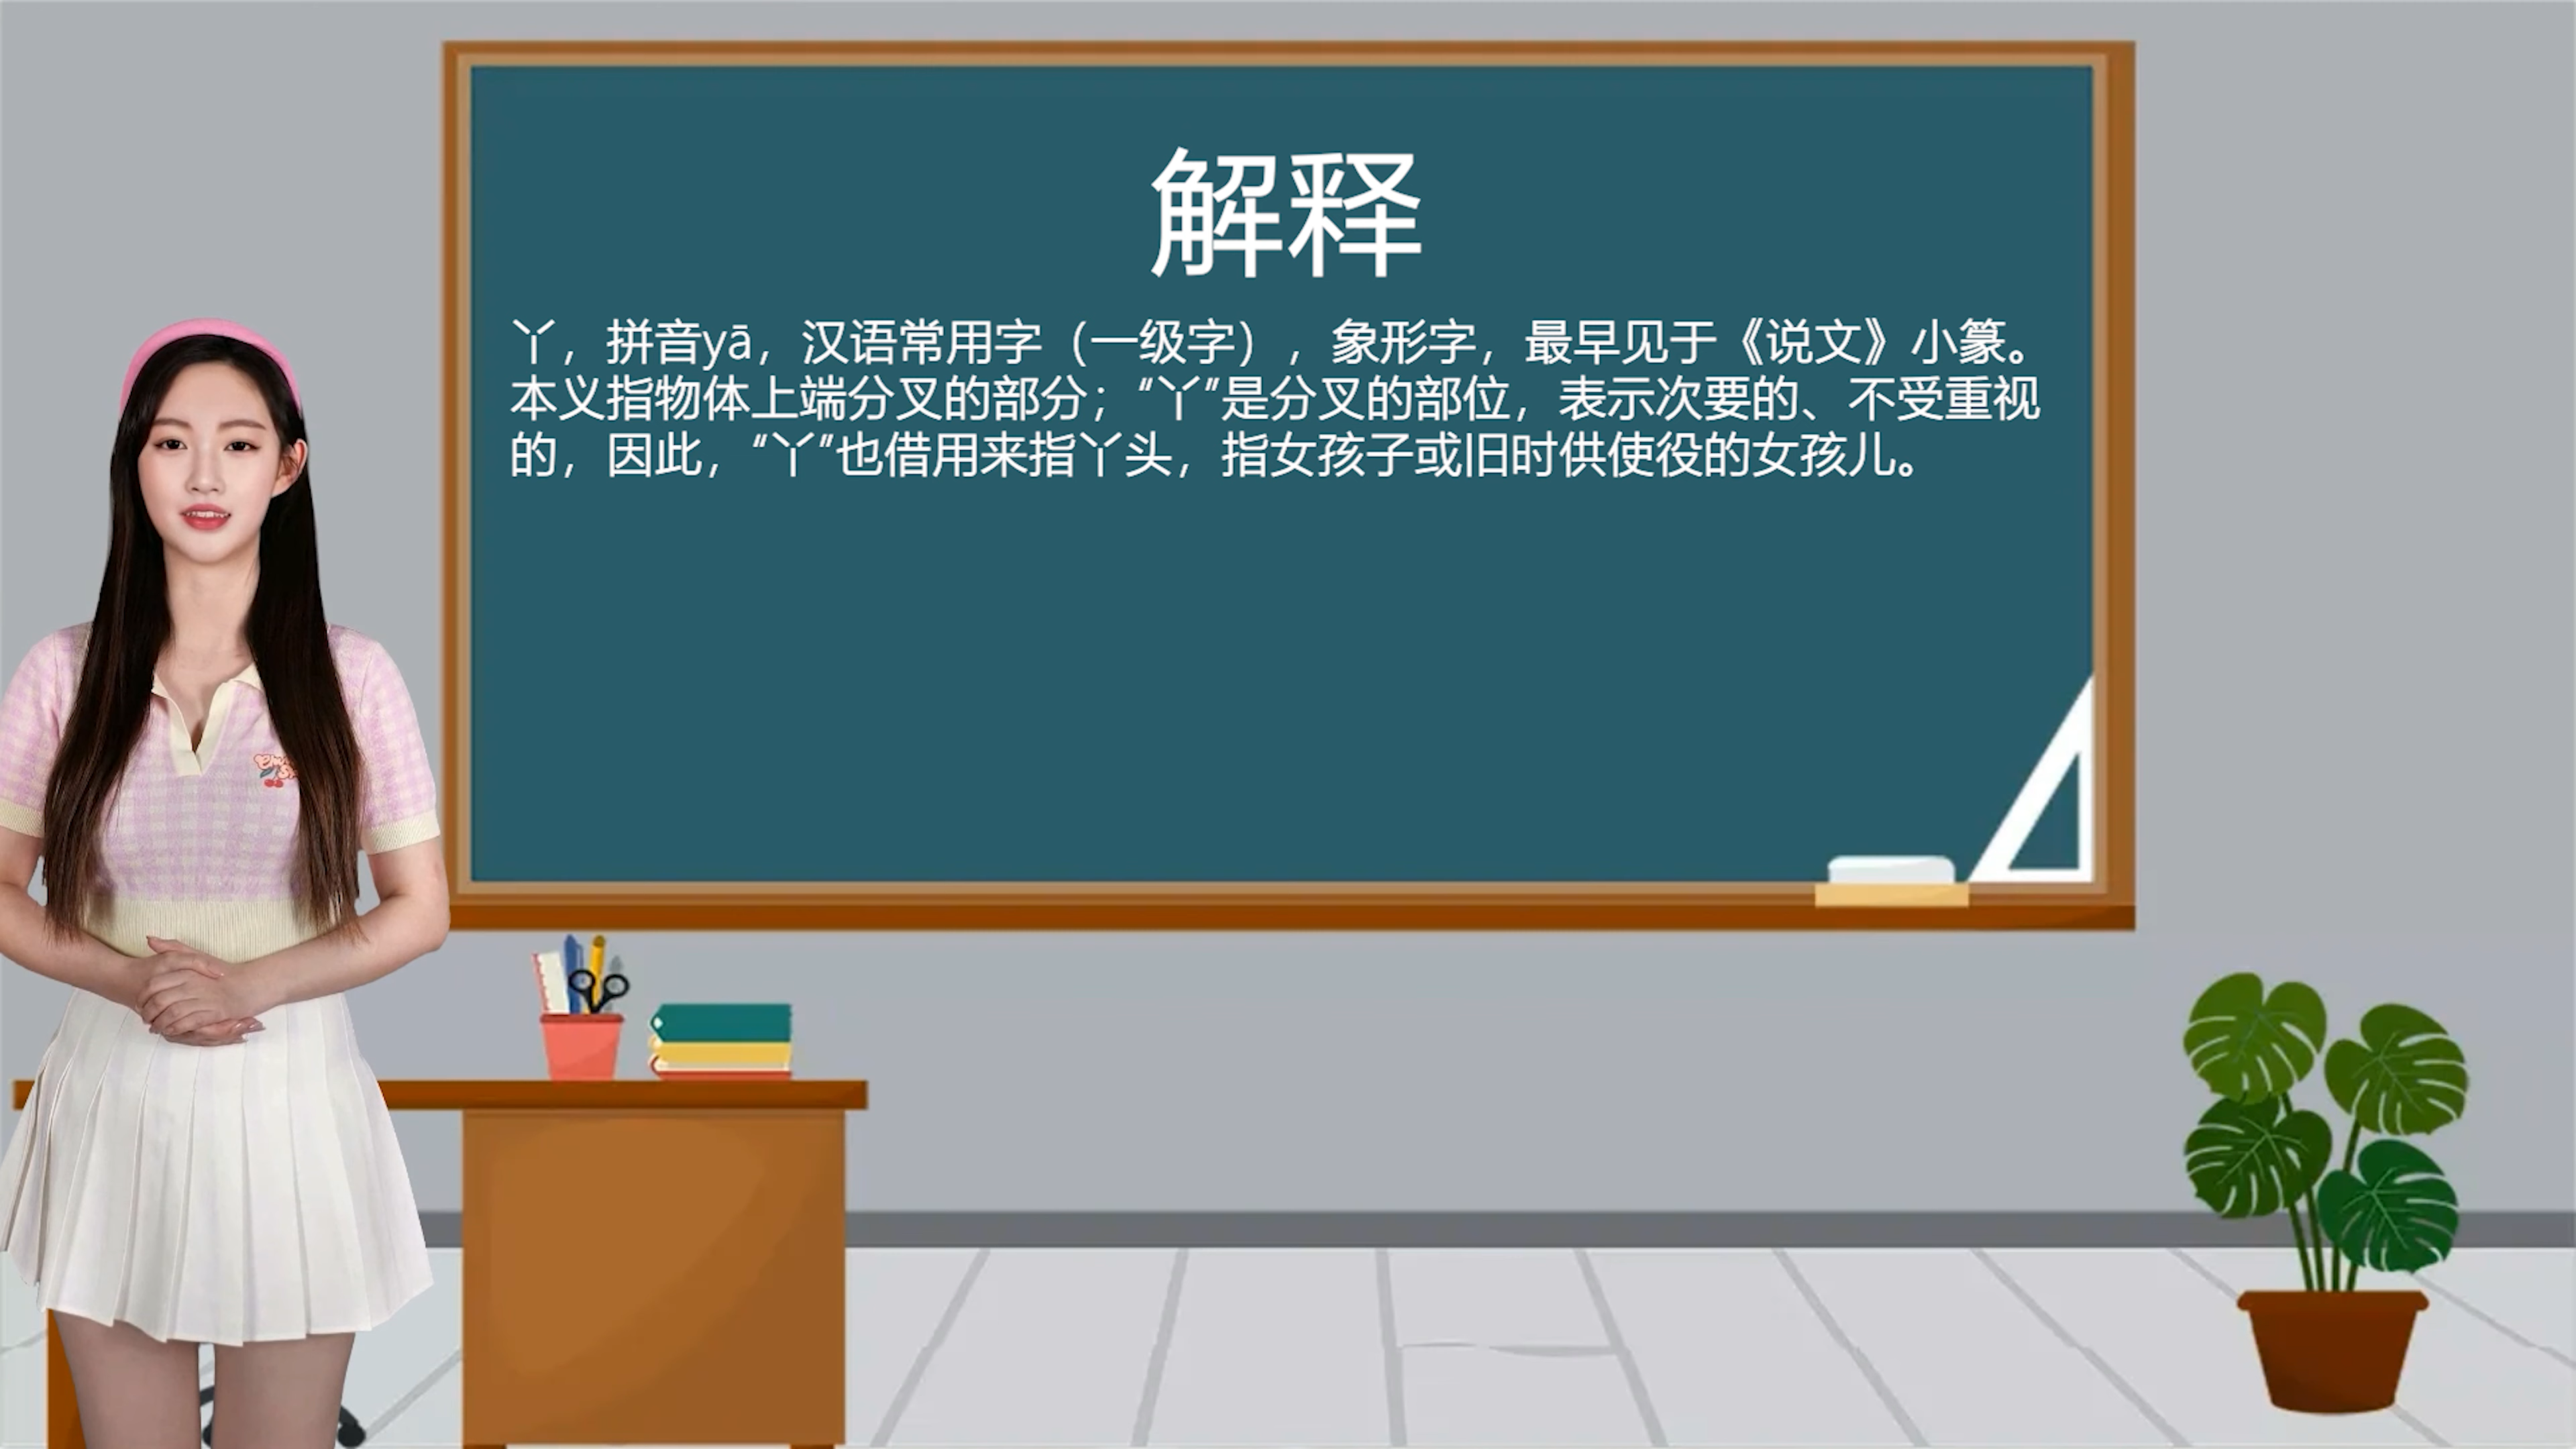 解释
丫，拼音yā，汉语常用字（一级字），象形字，最早见于《说文》小篆。
本义指物体上端分叉的部分；“丫”是分叉的部位，表示次要的、不受重视
的，因此，“丫”也借用来指丫头，指女孩子或旧时供使役的女孩儿。